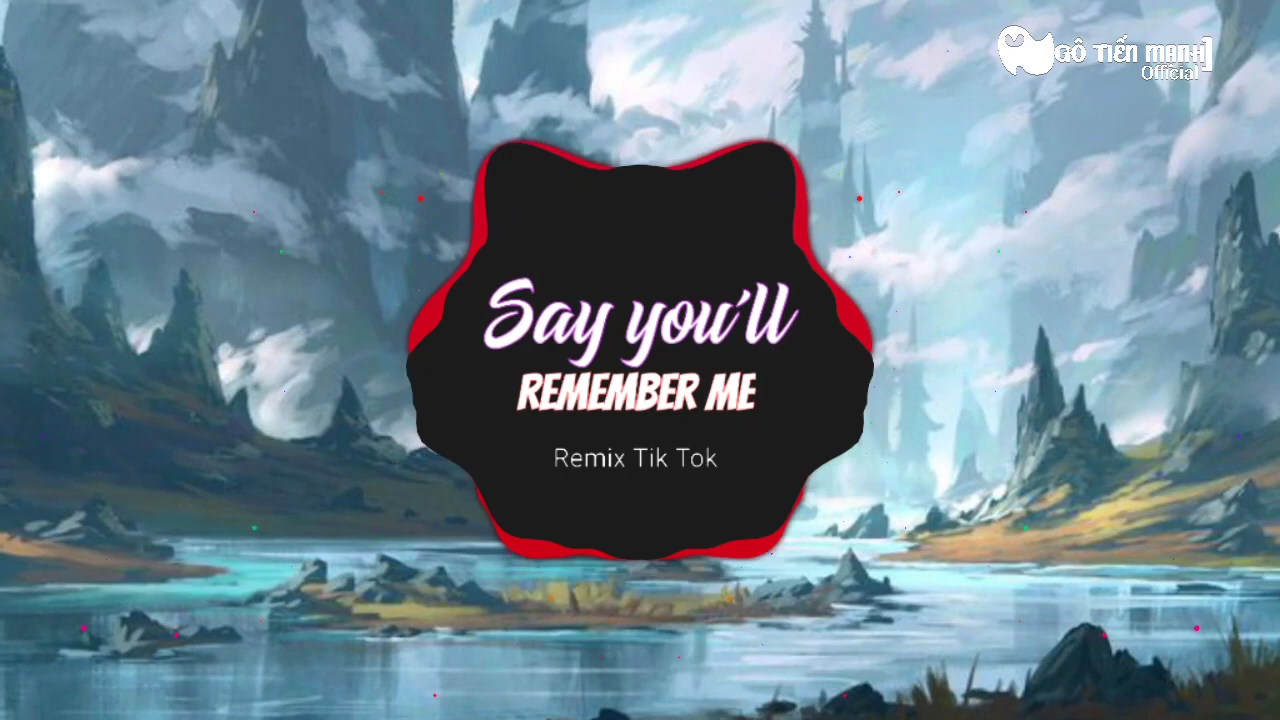 GÔ TIẾN MẠNH]
Official
Say you'll
REMEMBER ME
Remix Tik Tok